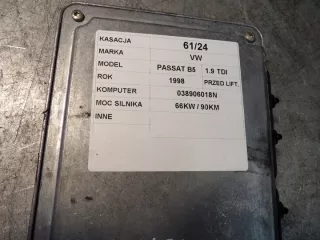 KASACJA 61/24
MARKA VW
MODEL PASSAT B5 1.9 TDI
ROK 1998 PRZED LIFT.
KOMPUTER 038906018N
MOC SILNIKA 66KW / 90KM
INNE